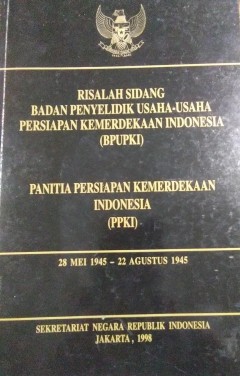 RISALAH SIDANG
BADAN PENYELIDIK USAHA-USAHA
PERSIAPAN KEMERDEKAAN INDONESIA
(BPUPKI)
PANITIA PERSIAPAN KEMERDEKAAN
INDONESIA
(PPKI)
28 MEI 1945 – 22 AGUSTUS 1945
SEKRETARIAT NEGARA REPUBLIK INDONESIA
JAKARTA , 1998